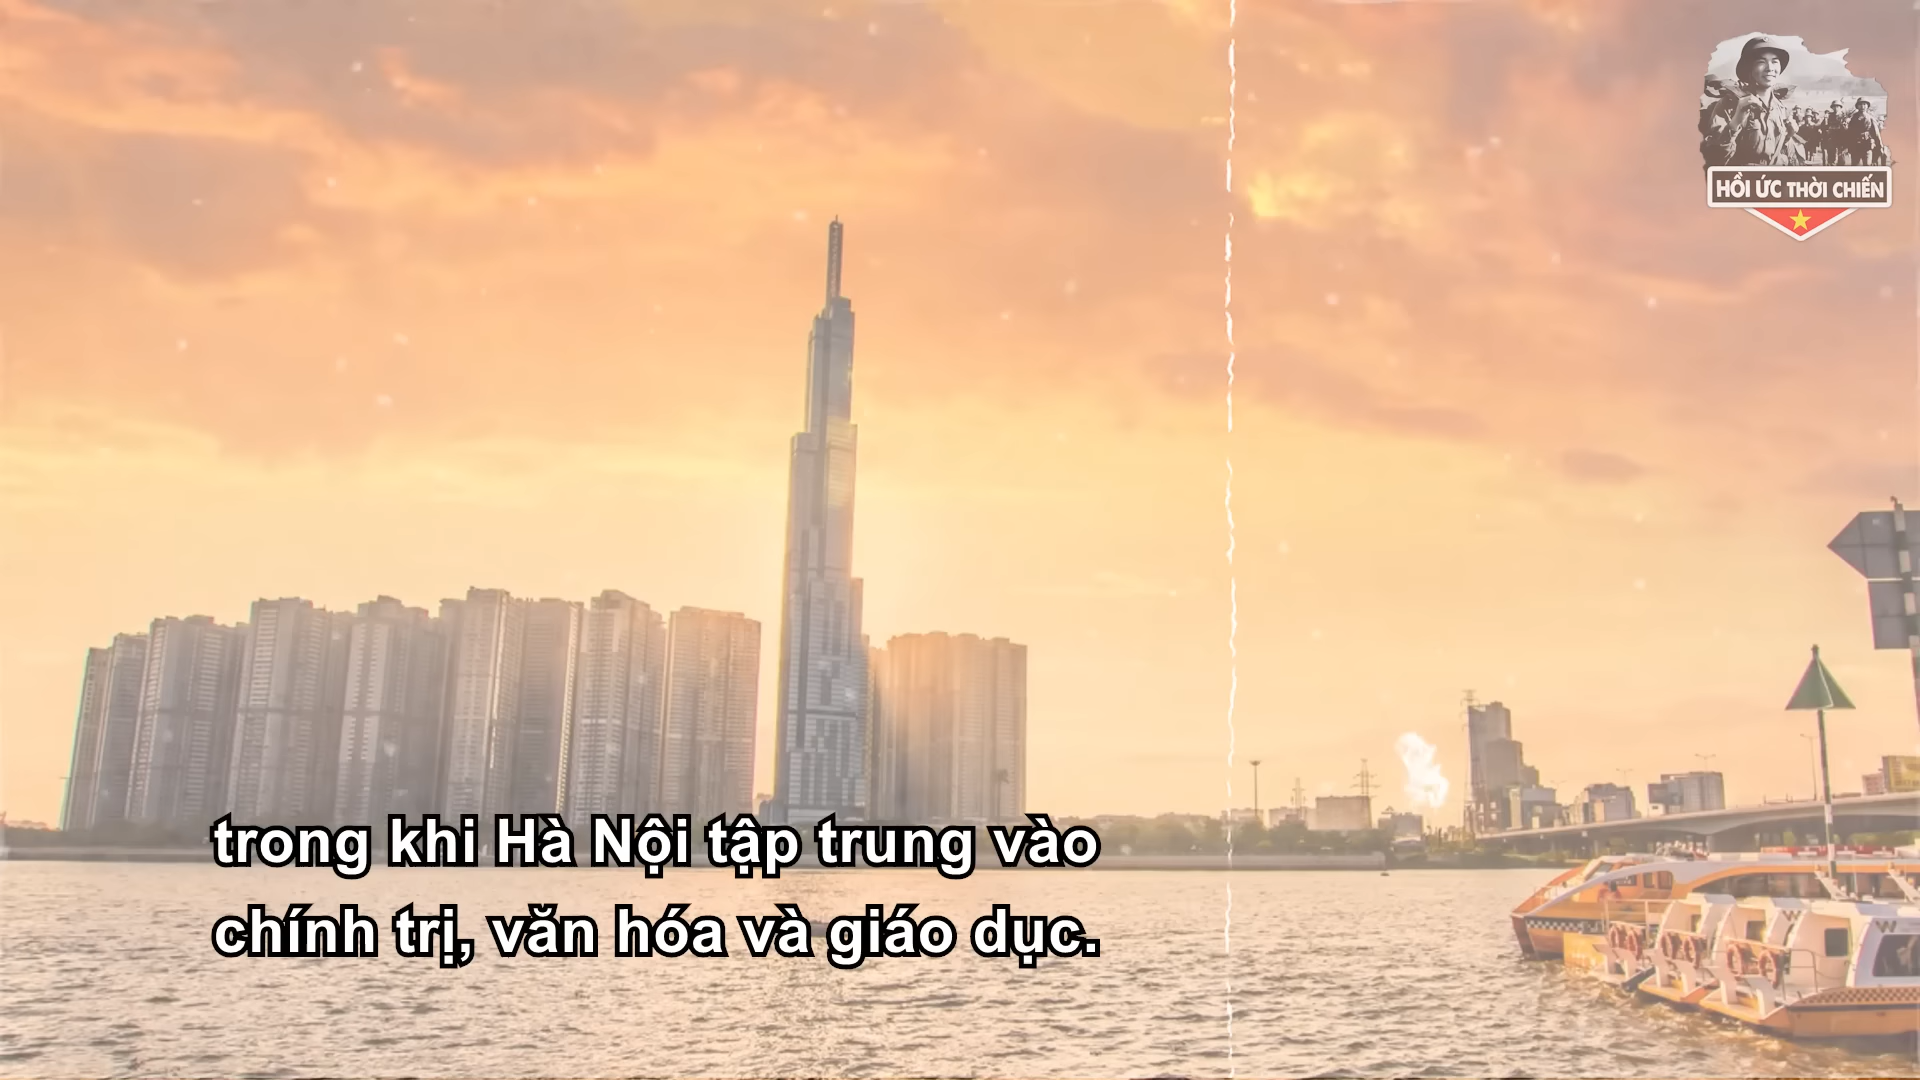 HỒI ỨC THỜI CHIẾN
trong khi Hà Nội tập trung vào
chính trị, văn hóa và giáo dục.
W
W